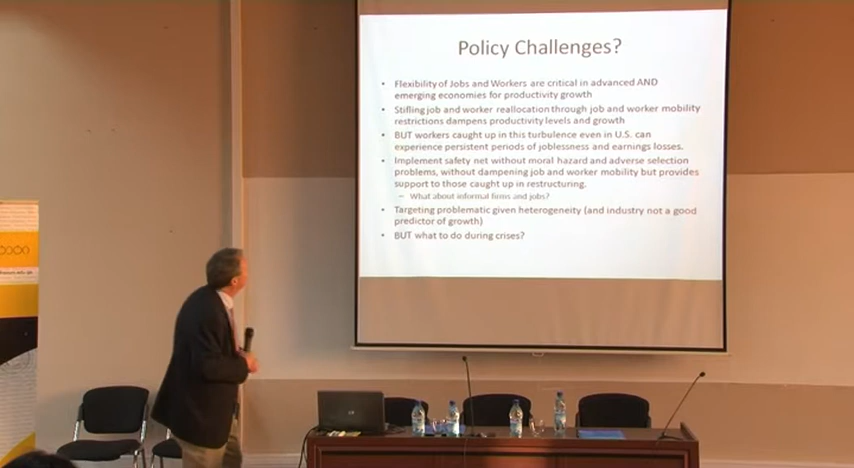 Policy Challenges?
• Flexibility of Jobs and Workers are critical in advanced AND
emerging economies for productivity growth
• Stifling job and worker reallocation through job and worker mobility
restrictions dampens productivity levels and growth
• BUT workers caught up in this turbulence even in U.S. can
experience persistent periods of joblessness and earnings losses.
• Implement safety net without moral hazard and adverse selection
problems, without dampening job and worker mobility but provides
support to those caught up in restructuring.
– What about informal firms and jobs?
• Targeting problematic given heterogeneity (and industry not a good
predictor of growth)
• BUT what to do during crises?